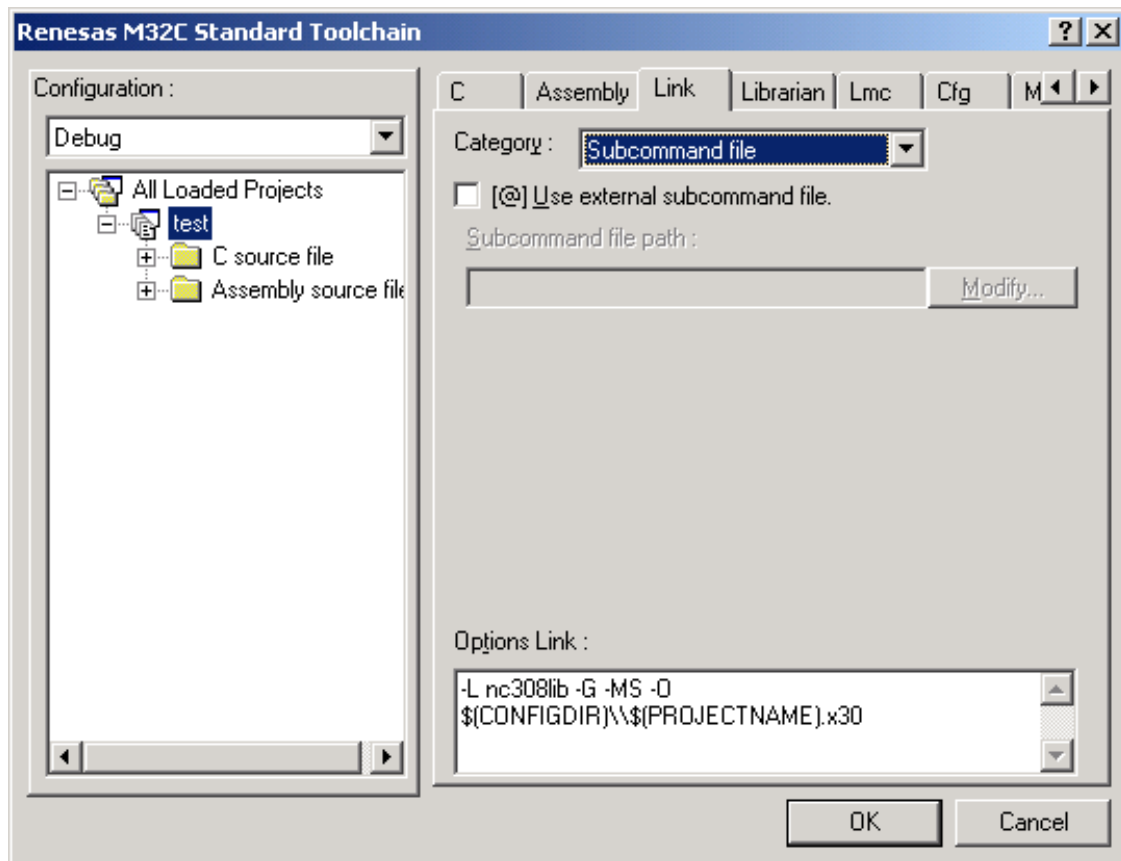 Renesas M32C Standard Toolchain
Configuration :
Debug
All Loaded Projects
test
C source file
Assembly source file
C Assembly Link Librarian Lmc Cfg M
Category : Subcommand file
[@] Use external subcommand file.
Subcommand file path :
Modify...
Options Link :
-L nc308lib -G -MS -O
$(CONFIGDIR)\\$(PROJECTNAME).x30
OK Cancel